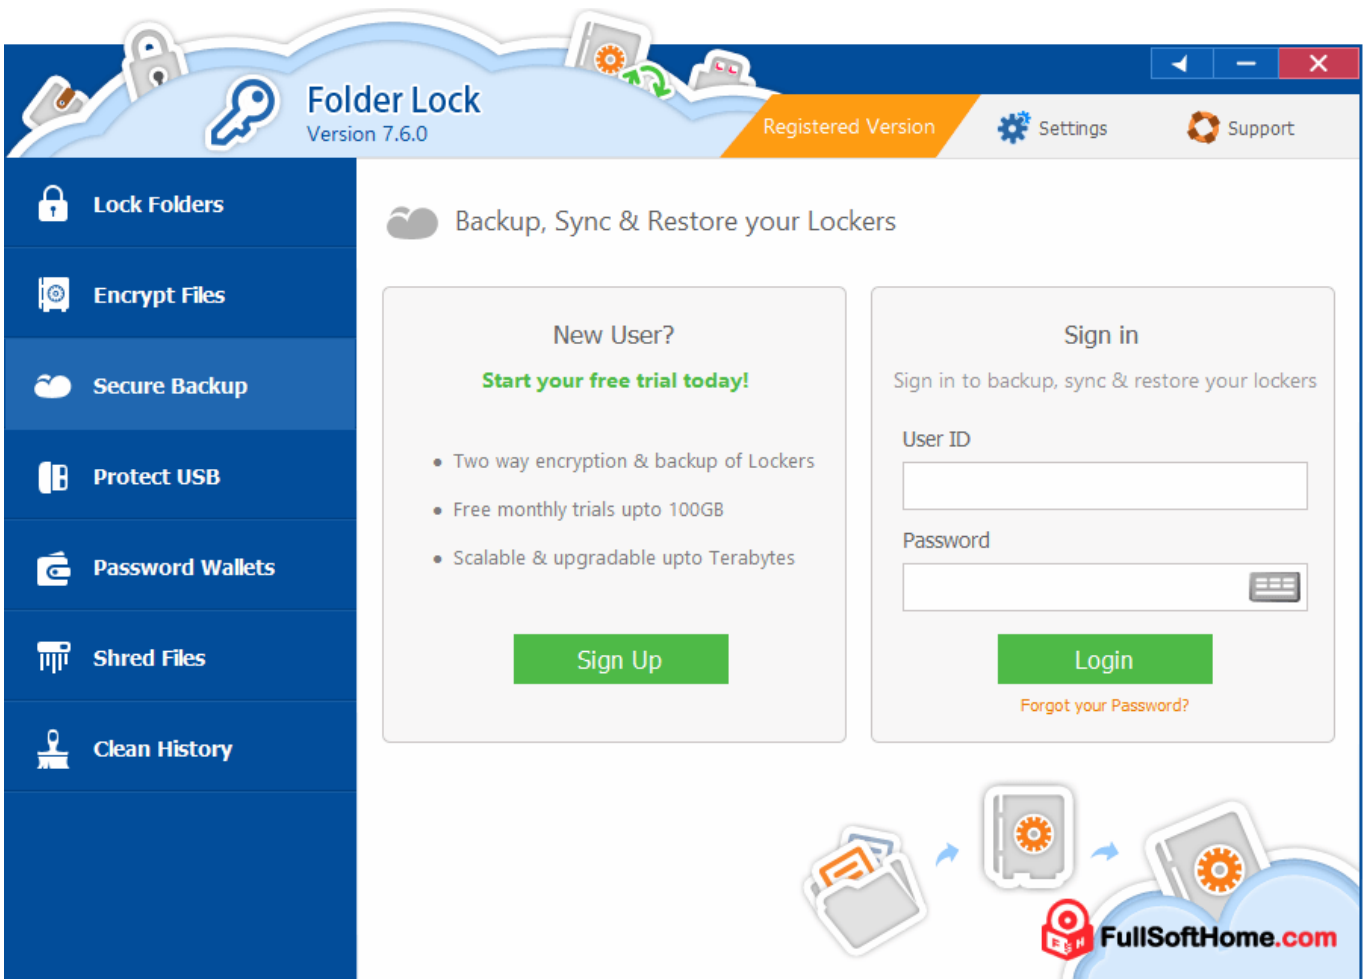 Folder Lock
Version 7.6.0
Registered Version
Settings
Support
Lock Folders
Encrypt Files
Secure Backup
Protect USB
Password Wallets
Shred Files
Clean History
Backup, Sync & Restore your Lockers
New User?
Start your free trial today!
• Two way encryption & backup of Lockers
• Free monthly trials upto 100GB
• Scalable & upgradable upto Terabytes
Sign Up
Sign in
Sign in to backup, sync & restore your lockers
User ID
Password
Login
Forgot your Password?
FSH
FullSoftHome.com